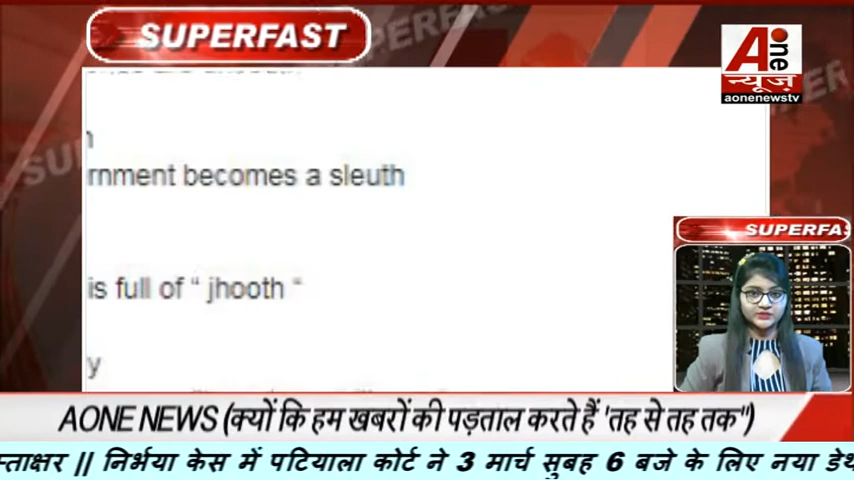 SUPERFAST
A one
न्यूज़
aonenewstv
rnment becomes a sleuth
is full of “ jhooth “
y
SUPERFAS
AONE NEWS (क्यों कि हम खबरों की पड़ताल करते हैं 'तह से तह तक")
स्ताक्षर || निर्भया केस में पटियाला कोर्ट ने 3 मार्च सुबह 6 बजे के लिए नया डेथ